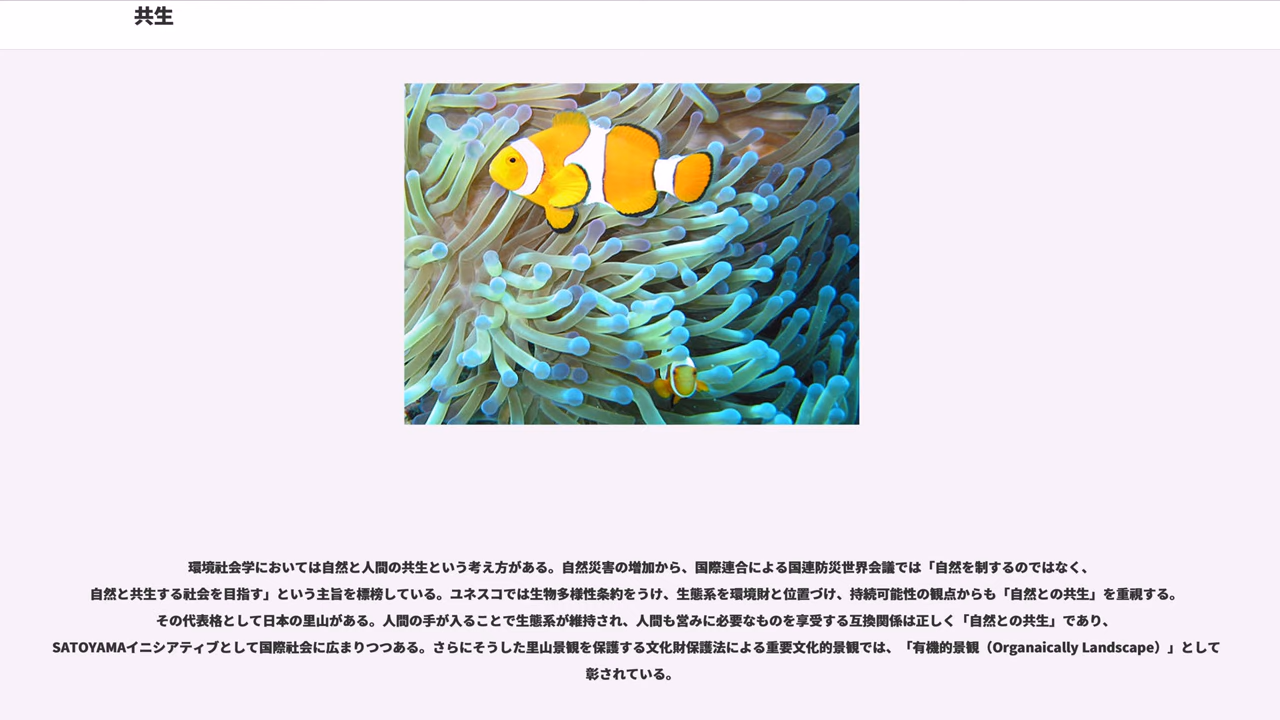 共生
環境社会学においては自然と人間の共生という考え方がある。自然災害の増加から、国際連合による国連防災世界会議では「自然を制するのではなく、
自然と共生する社会を目指す」という主旨を標榜している。ユネスコでは生物多様性条約をうけ、生態系を環境財と位置づけ、持続可能性の観点からも「自然との共生」を重視する。
その代表格として日本の里山がある。人間の手が入ることで生態系が維持され、人間も営みに必要なものを享受する互換関係は正しく「自然との共生」であり、
SATOYAMAイニシアティブとして国際社会に広まりつつある。さらにそうした里山景観を保護する文化財保護法による重要文化的景観では、「有機的景観（Organaically Landscape）」として
彰されている。